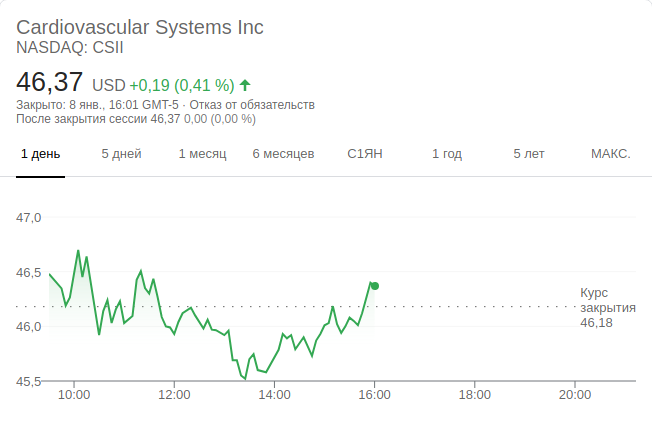 Cardiovascular Systems Inc
NASDAQ: CSII
46,37 USD +0,19 (0,41 %)
Закрыто: 8 янв., 16:01 GMT-5 · Отказ от обязательств
После закрытия сессии 46,37 0,00 (0,00 %)
1 день 5 дней 1 месяц 6 месяцев С1ЯН 1 год 5 лет МАКС.
47,0
46,5
Курс
закрытия
46,18
46,0
45,5
10:00 12:00 14:00 16:00 18:00 20:00